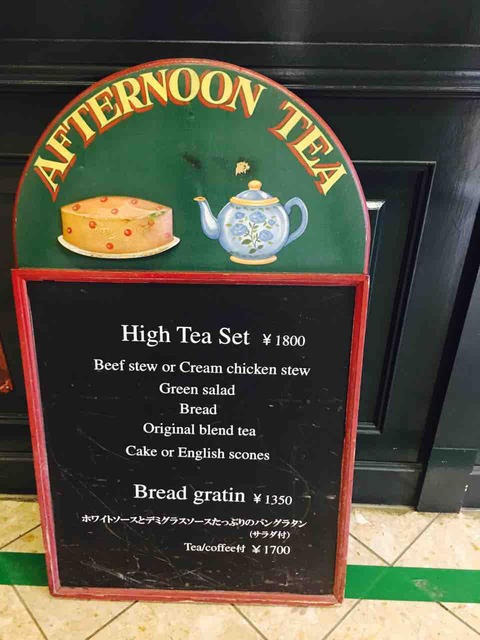 AFTERNOON TEA
High Tea Set ¥1800
Beef stew or Cream chicken stew
Green salad
Bread
Original blend tea
Cake or English scones
Bread gratin ¥1350
ホワイトソースとデミグラスソースたっぷりのパングラタン
(サラダ付)
Tea/coffee付 ¥1700